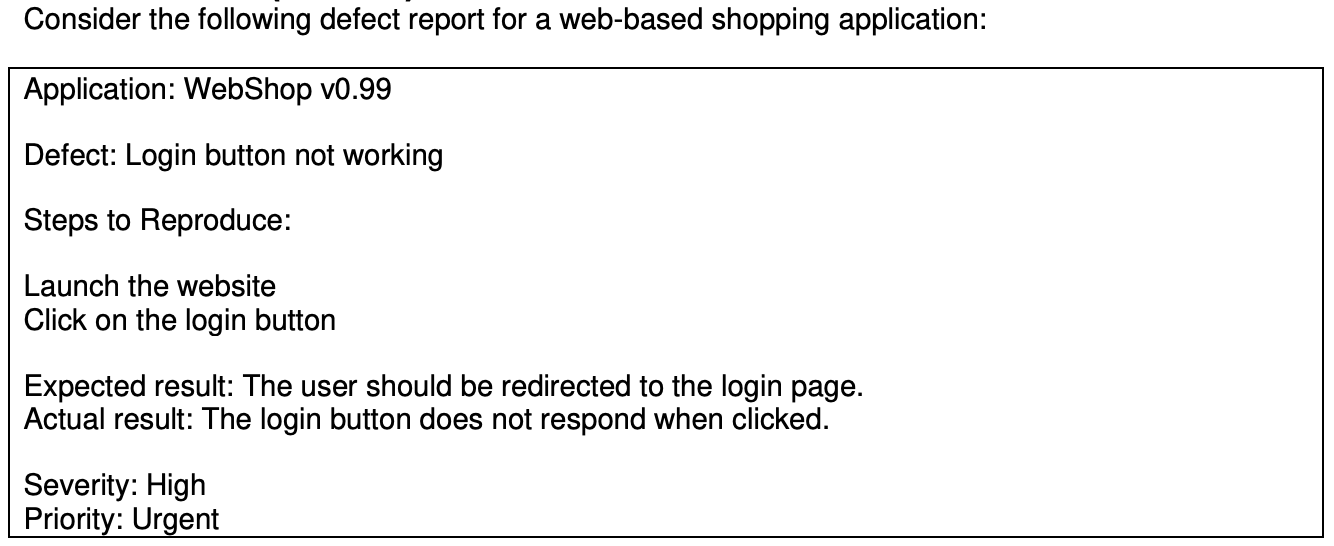 Consider the following defect report for a web-based shopping application:
Application: WebShop v0.99
Defect: Login button not working
Steps to Reproduce:
Launch the website
Click on the login button
Expected result: The user should be redirected to the login page.
Actual result: The login button does not respond when clicked.
Severity: High
Priority: Urgent